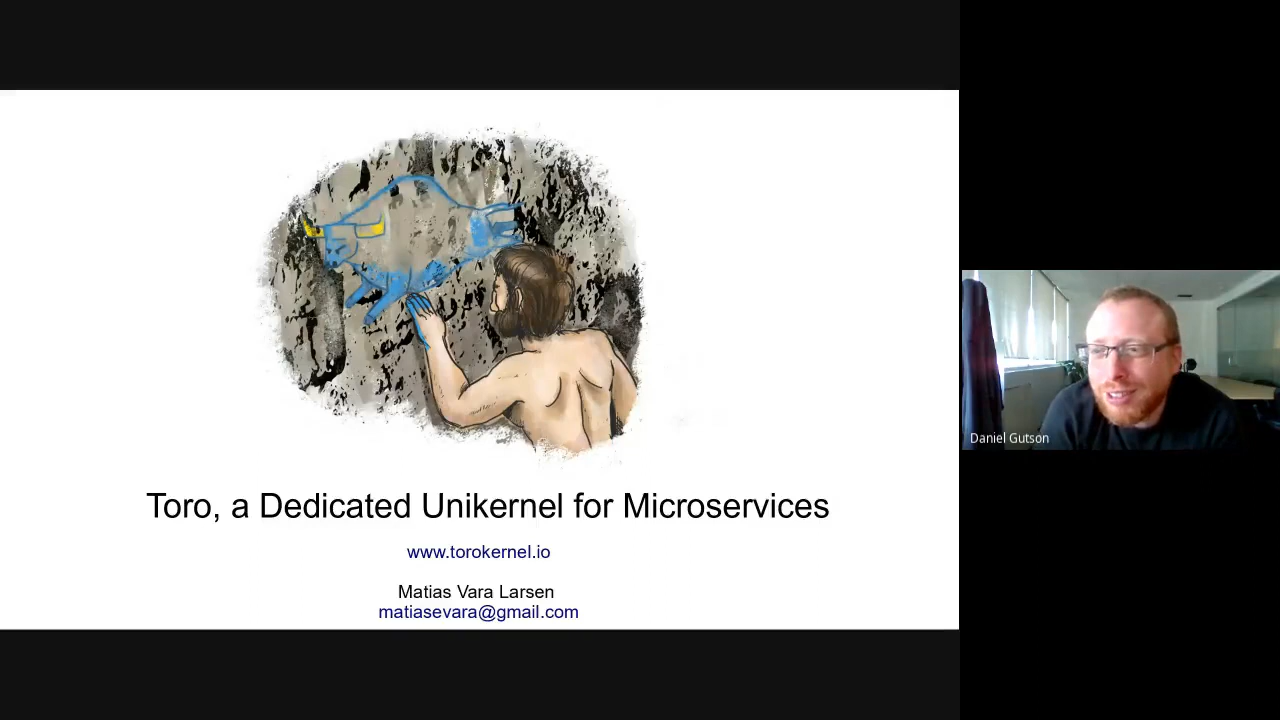 Toro, a Dedicated Unikernel for Microservices
www.torokernel.io
Matias Vara Larsen
matiasevara@gmail.com
Daniel Gutson